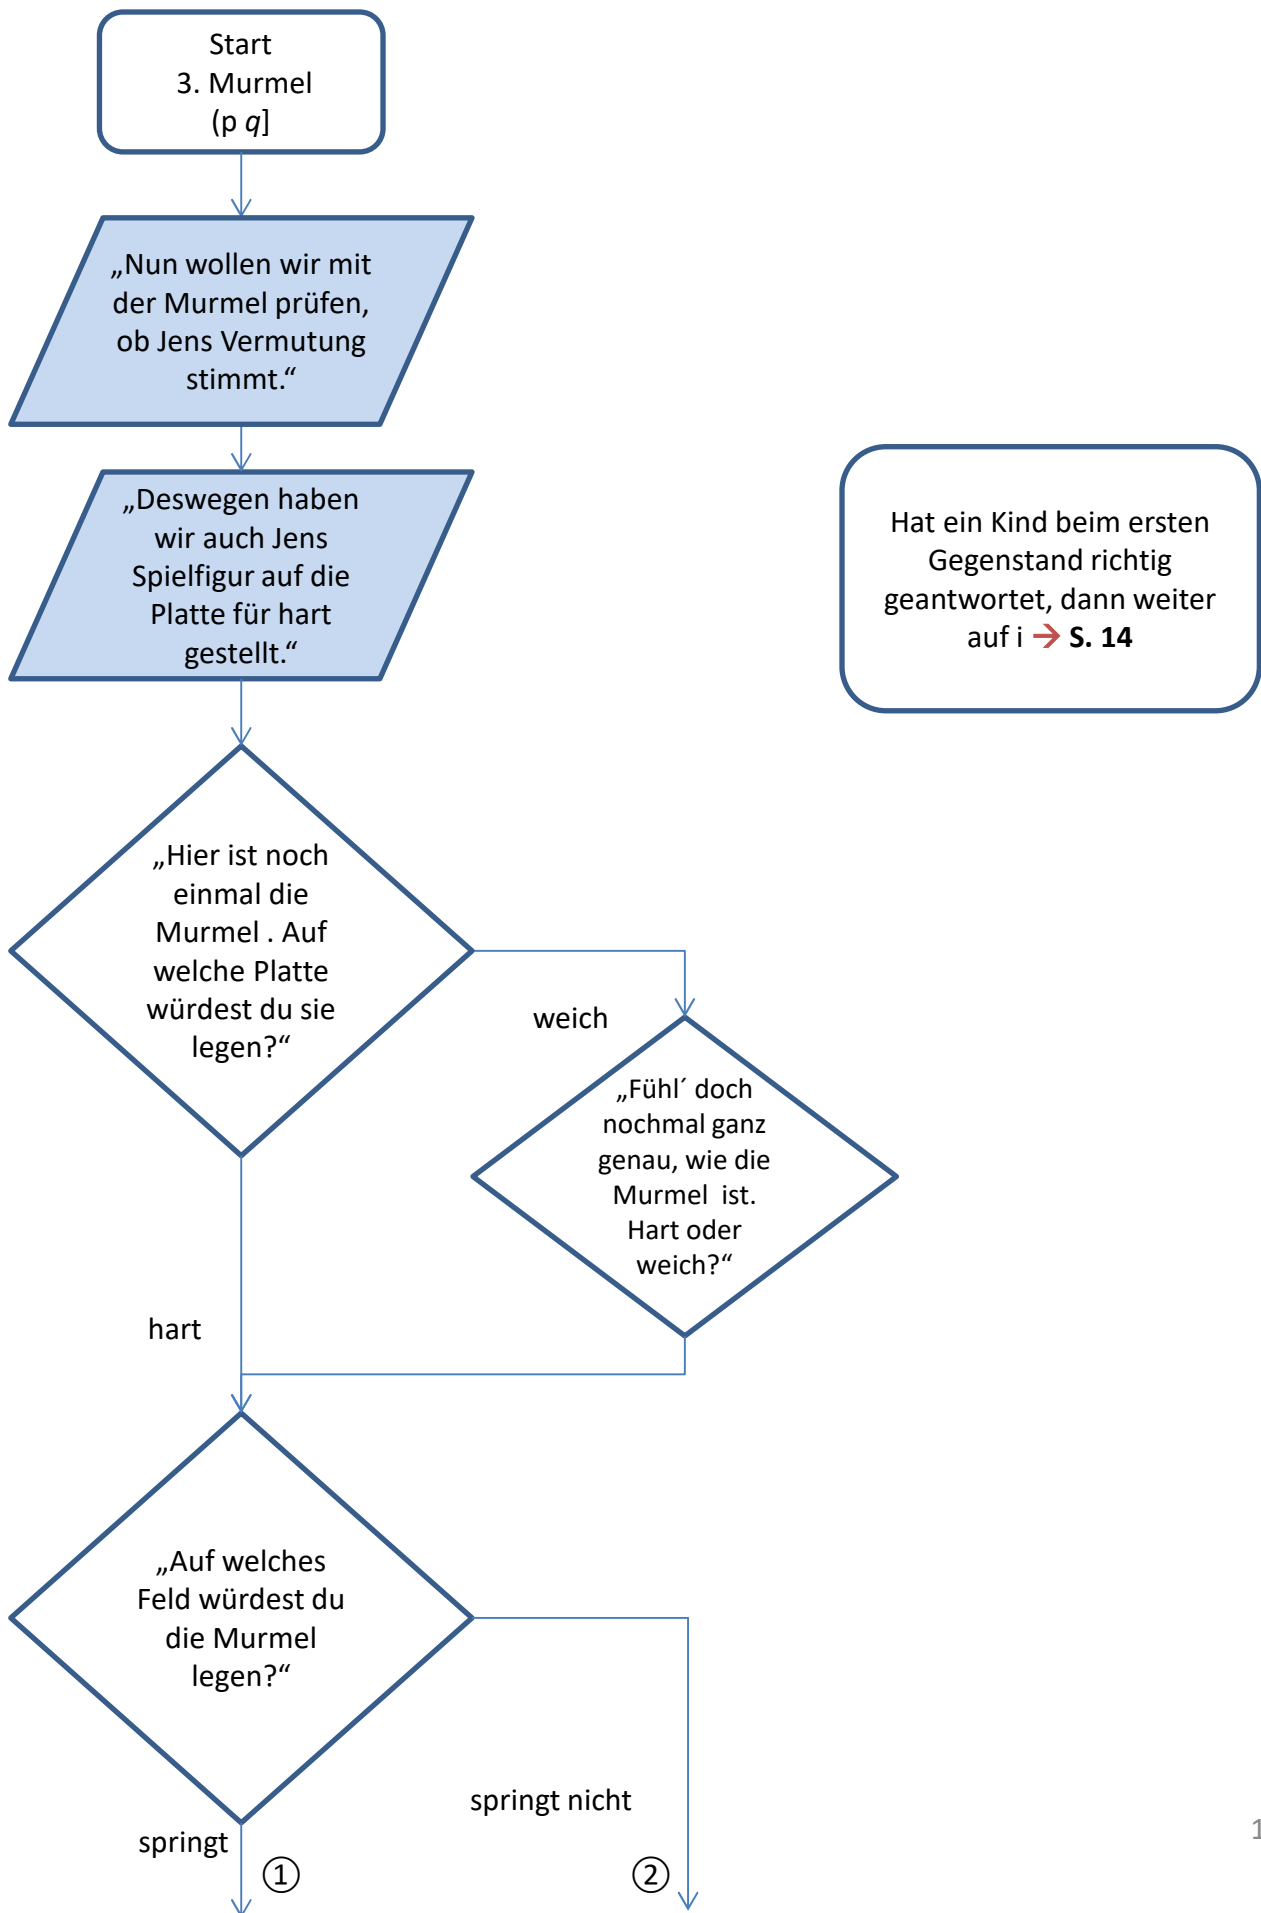 Start
3. Murmel
(p q]
„Nun wollen wir mit
der Murmel prüfen,
ob Jens Vermutung
stimmt.“
„Deswegen haben
wir auch Jens
Spielfigur auf die
Platte für hart
gestellt.“
Hat ein Kind beim ersten
Gegenstand richtig
geantwortet, dann weiter
auf i → S. 14
„Hier ist noch
einmal die
Murmel . Auf
welche Platte
würdest du sie
legen?“
weich
„Fühl´ doch
nochmal ganz
genau, wie die
Murmel  ist.
Hart oder
weich?“
hart
„Auf welches
Feld würdest du
die Murmel
legen?“
springt nicht
springt
① ②
1